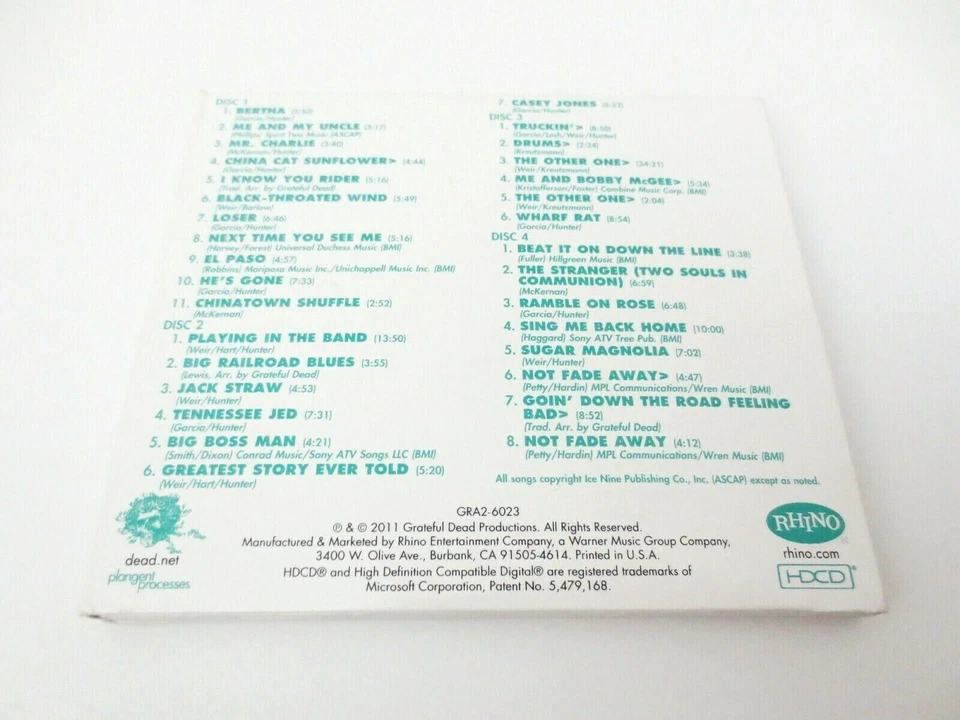 DISC 1
1. BERTHA (5:50)
(Garcia/Hunter)
2. ME AND MY UNCLE (3:17)
(Phillips) Spirit Two Music (ASCAP)
3. MR. CHARLIE (3:40)
(McKernan/Hunter)
4. CHINA CAT SUNFLOWER> (4:44)
(Garcia/Hunter)
5. I KNOW YOU RIDER (5:16)
(Trad. Arr. by Grateful Dead)
6. BLACK-THROATED WIND (5:49)
(Weir/Barlow)
7. LOSER (6:46)
(Garcia/Hunter)
8. NEXT TIME YOU SEE ME (5:16)
(Harvey/Forest) Universal Duchess Music (BMI)
9. EL PASO (4:57)
(Robbins) Mariposa Music Inc./Unichappell Music Inc. (BMI)
10. HE'S GONE (7:33)
(Garcia/Hunter)
11. CHINATOWN SHUFFLE (2:52)
(McKernan)
DISC 2
1. PLAYING IN THE BAND (13:50)
(Weir/Hart/Hunter)
2. BIG RAILROAD BLUES (3:55)
(Lewis, Arr. by Grateful Dead)
3. JACK STRAW (4:53)
(Weir/Hunter)
4. TENNESSEE JED (7:31)
(Garcia/Hunter)
5. BIG BOSS MAN (4:21)
(Smith/Dixon) Conrad Music/Sony ATV Songs LLC (BMI)
6. GREATEST STORY EVER TOLD (5:20)
(Weir/Hart/Hunter)
7. CASEY JONES
(Garcia/Hunter)
DISC 3
1. TRUCKIN'> (8:50)
(Garcia/Lesh/Weir/Hunter)
2. DRUMS> (2:34)
(Kreutzmann)
3. THE OTHER ONE> (34:21)
(Weir/Kreutzmann)
4. ME AND BOBBY McGEE> (5:34)
(Kristofferson/Foster) Combine Music Corp. (BMI)
5. THE OTHER ONE> (2:04)
(Weir/Kreutzmann)
6. WHARF RAT (8:54)
(Garcia/Hunter)
DISC 4
1. BEAT IT ON DOWN THE LINE (3:38)
(Fuller) Hillgreen Music (BMI)
2. THE STRANGER (TWO SOULS IN
COMMUNION) (6:59)
(McKernan)
3. RAMBLE ON ROSE (6:48)
(Garcia/Hunter)
4. SING ME BACK HOME (10:00)
(Haggard) Sony ATV Tree Pub. (BMI)
5. SUGAR MAGNOLIA (7:02)
(Weir/Hunter)
6. NOT FADE AWAY> (4:47)
(Petty/Hardin) MPL Communications/Wren Music (BMI)
7. GOIN' DOWN THE ROAD FEELING
BAD> (8:52)
(Trad. Arr. by Grateful Dead)
8. NOT FADE AWAY (4:12)
(Petty/Hardin) MPL Communications/Wren Music (BMI)
All songs copyright Ice Nine Publishing Co., Inc. (ASCAP) except as noted.
dead.net
plangent
processes
GRA2-6023
℗ & © 2011 Grateful Dead Productions. All Rights Reserved.
Manufactured & Marketed by Rhino Entertainment Company, a Warner Music Group Company,
3400 W. Olive Ave., Burbank, CA 91505-4614. Printed in U.S.A.
HDCD® and High Definition Compatible Digital® are registered trademarks of
Microsoft Corporation, Patent No. 5,479,168.
RHINO
rhino.com
HDCD®